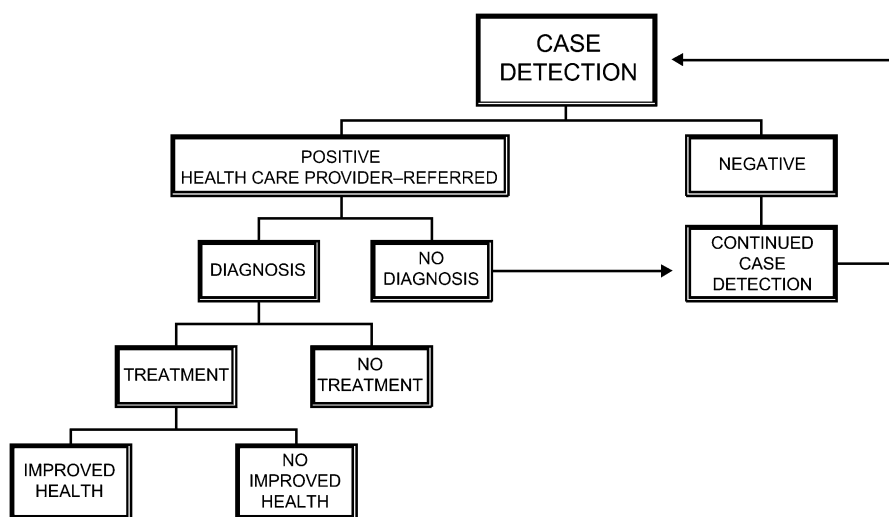 CASE
DETECTION
POSITIVE
HEALTH CARE PROVIDER–REFERRED
NEGATIVE
DIAGNOSIS
NO
DIAGNOSIS
CONTINUED
CASE
DETECTION
TREATMENT
NO
TREATMENT
IMPROVED
HEALTH
NO
IMPROVED
HEALTH